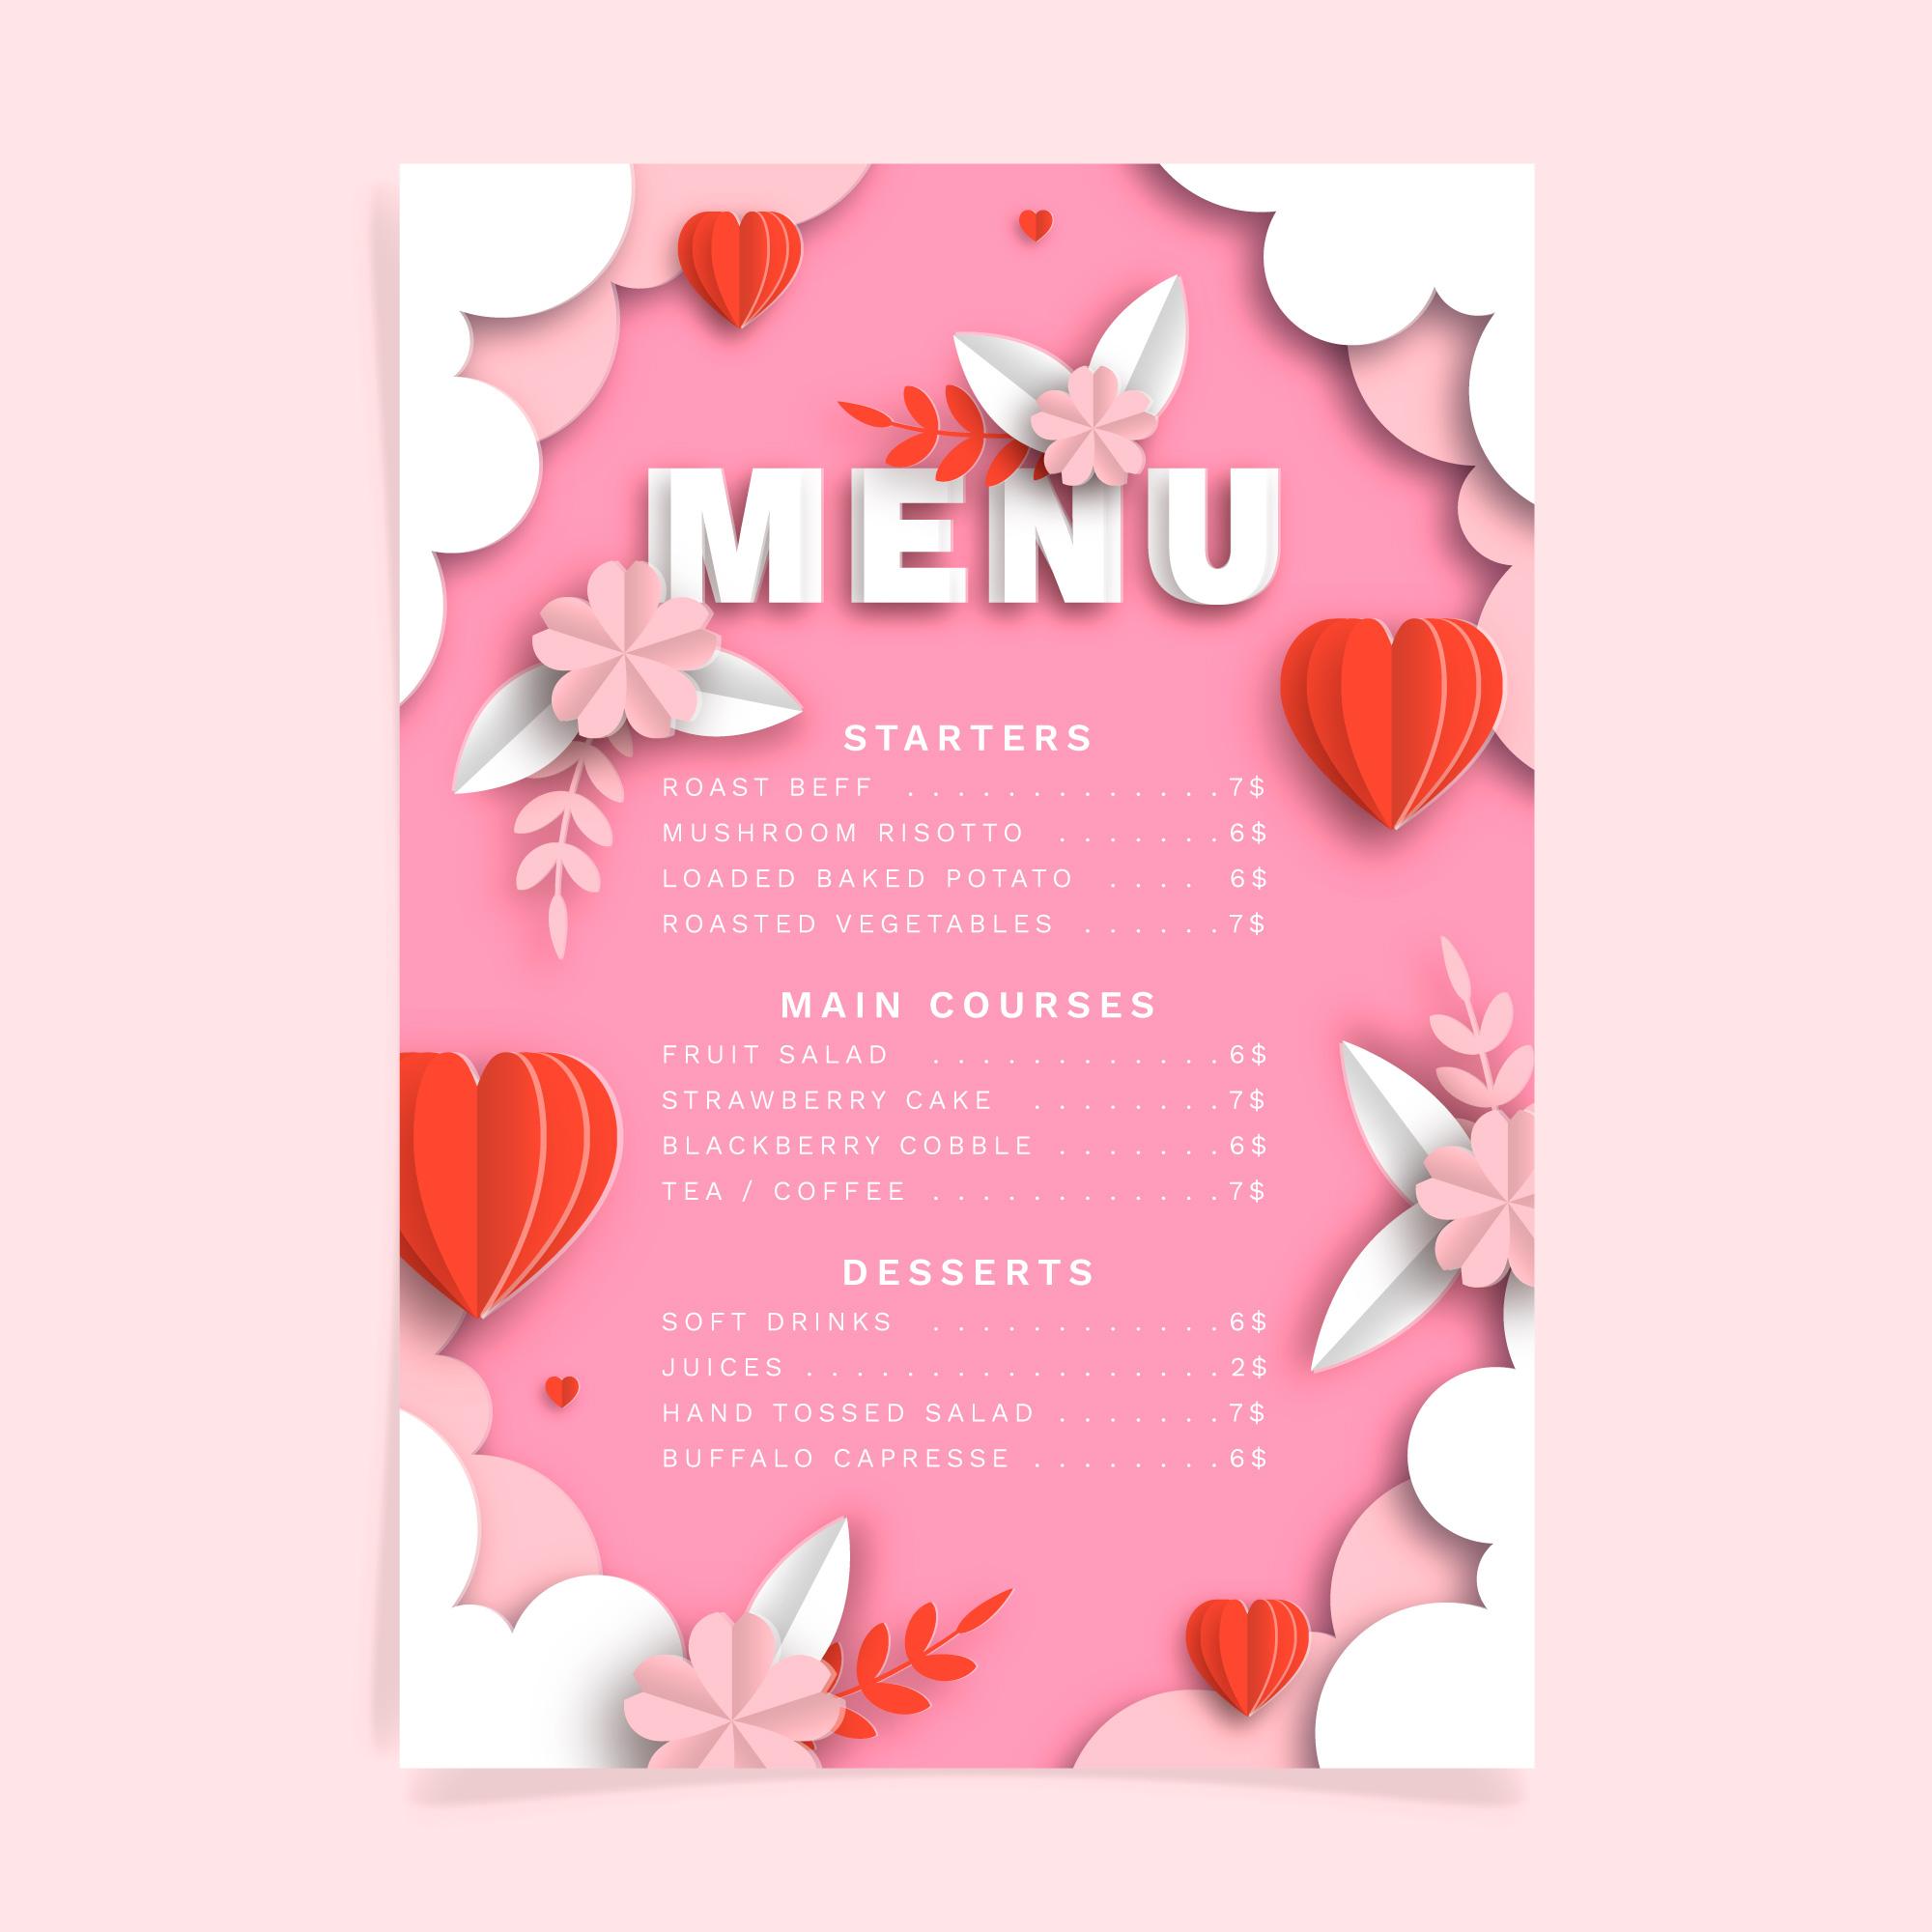 MENU
STARTERS
ROAST BEFF . . . . . . . . . . . . . 7$
MUSHROOM RISOTTO . . . . . . . 6$
LOADED BAKED POTATO . . . . 6$
ROASTED VEGETABLES . . . . . . 7$
MAIN COURSES
FRUIT SALAD . . . . . . . . . . . . 6$
STRAWBERRY CAKE . . . . . . . . 7$
BLACKBERRY COBBLE . . . . . . . 6$
TEA / COFFEE . . . . . . . . . . . . 7$
DESSERTS
SOFT DRINKS . . . . . . . . . . . . 6$
JUICES . . . . . . . . . . . . . . . . . 2$
HAND TOSSED SALAD . . . . . . . 7$
BUFFALO CAPRESSE . . . . . . . . 6$